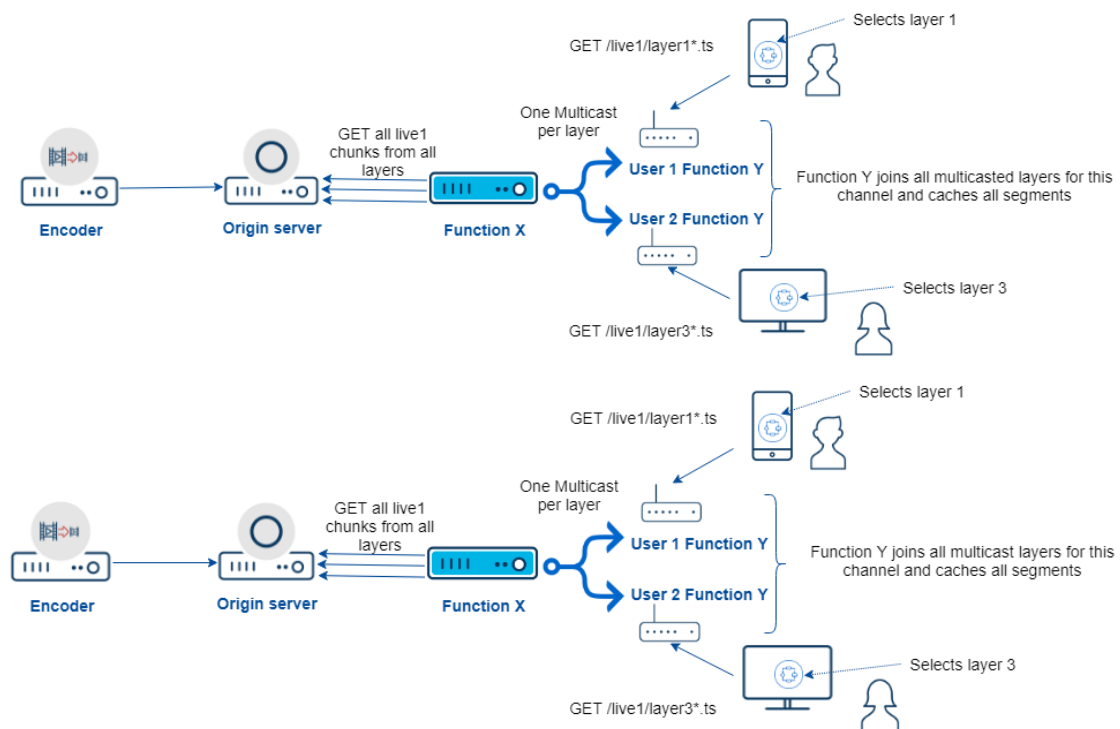 Selects layer 1
GET /live1/layer1*.ts
One Multicast
per layer
GET all live1
chunks from all
layers
User 1 Function Y
Function Y joins all multicasted layers for this
channel and caches all segments
User 2 Function Y
Encoder
Origin server
Function X
Selects layer 3
GET /live1/layer3*.ts
Selects layer 1
GET /live1/layer1*.ts
One Multicast
per layer
GET all live1
chunks from all
layers
User 1 Function Y
Function Y joins all multicast layers for this
channel and caches all segments
User 2 Function Y
Encoder
Origin server
Function X
Selects layer 3
GET /live1/layer3*.ts